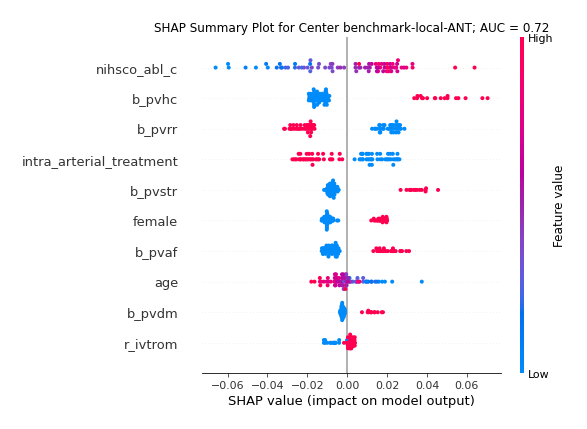 SHAP Summary Plot for Center benchmark-local-ANT; AUC = 0.72
High
nihsco_abl_c
b_pvhc
b_pvrr
intra_arterial_treatment
b_pvstr
female
b_pvaf
age
b_pvdm
r_ivtrom
Feature value
Low
−0.06 −0.04 −0.02 0.00 0.02 0.04 0.06
SHAP value (impact on model output)